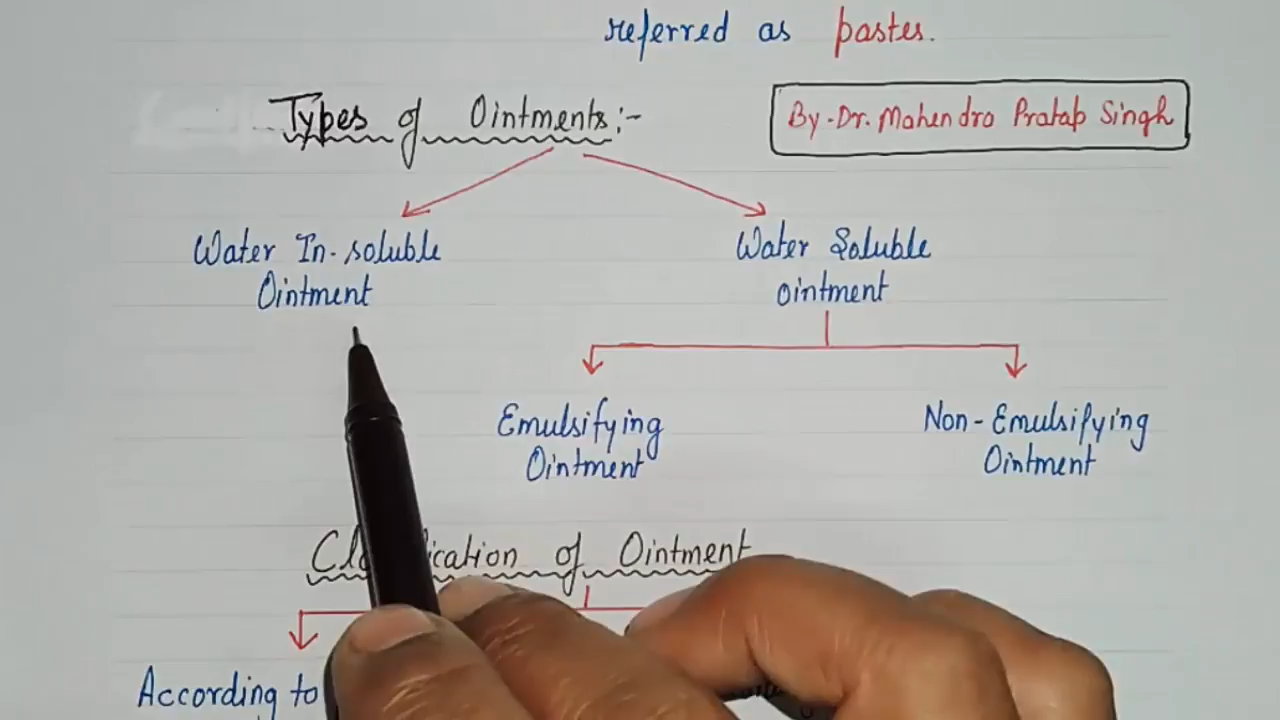 referred as pastes.
Types of Ointments:-
By-Dr. Mahendra Pratap Singh
Water In-soluble
Ointment
Water Soluble
ointment
Emulsifying
Ointment
Non-Emulsifying
Ointment
of Ointment
According to